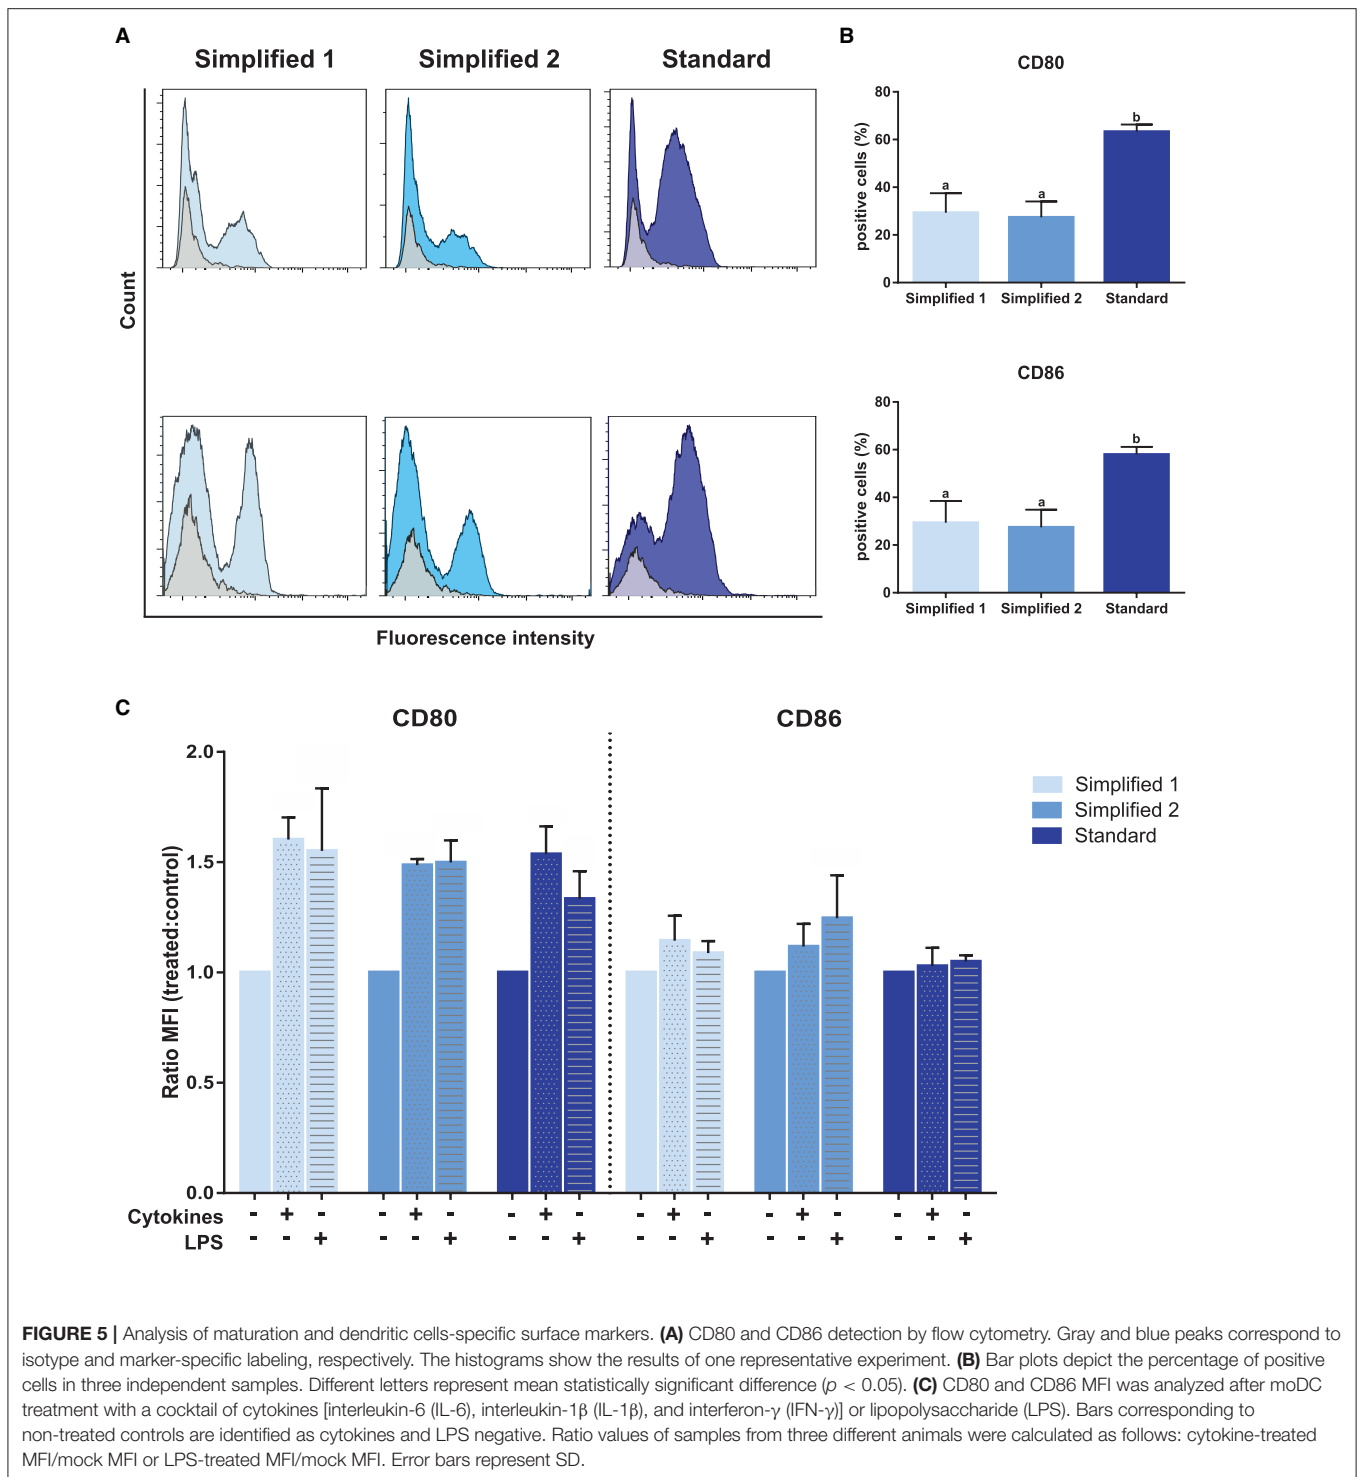 A
Simplified 1
Simplified 2
Standard
Count
Fluorescence intensity
B
CD80
positive cells (%)
80
60
40
20
0
a
a
b
Simplified 1
Simplified 2
Standard
CD86
positive cells (%)
80
60
40
20
0
a
a
b
Simplified 1
Simplified 2
Standard
C
CD80
CD86
Ratio MFI (treated:control)
2.0
1.5
1.0
0.5
0.0
Simplified 1
Simplified 2
Standard
Cytokines - + - - + - - + - - + - - + - - + -
LPS - - + - - + - - + - - + - - + - - +
FIGURE 5 | Analysis of maturation and dendritic cells-specific surface markers. (A) CD80 and CD86 detection by flow cytometry. Gray and blue peaks correspond to
isotype and marker-specific labeling, respectively. The histograms show the results of one representative experiment. (B) Bar plots depict the percentage of positive
cells in three independent samples. Different letters represent mean statistically significant difference (p < 0.05). (C) CD80 and CD86 MFI was analyzed after moDC
treatment with a cocktail of cytokines [interleukin-6 (IL-6), interleukin-1β (IL-1β), and interferon-γ (IFN-γ)] or lipopolysaccharide (LPS). Bars corresponding to
non-treated controls are identified as cytokines and LPS negative. Ratio values of samples from three different animals were calculated as follows: cytokine-treated
MFI/mock MFI or LPS-treated MFI/mock MFI. Error bars represent SD.